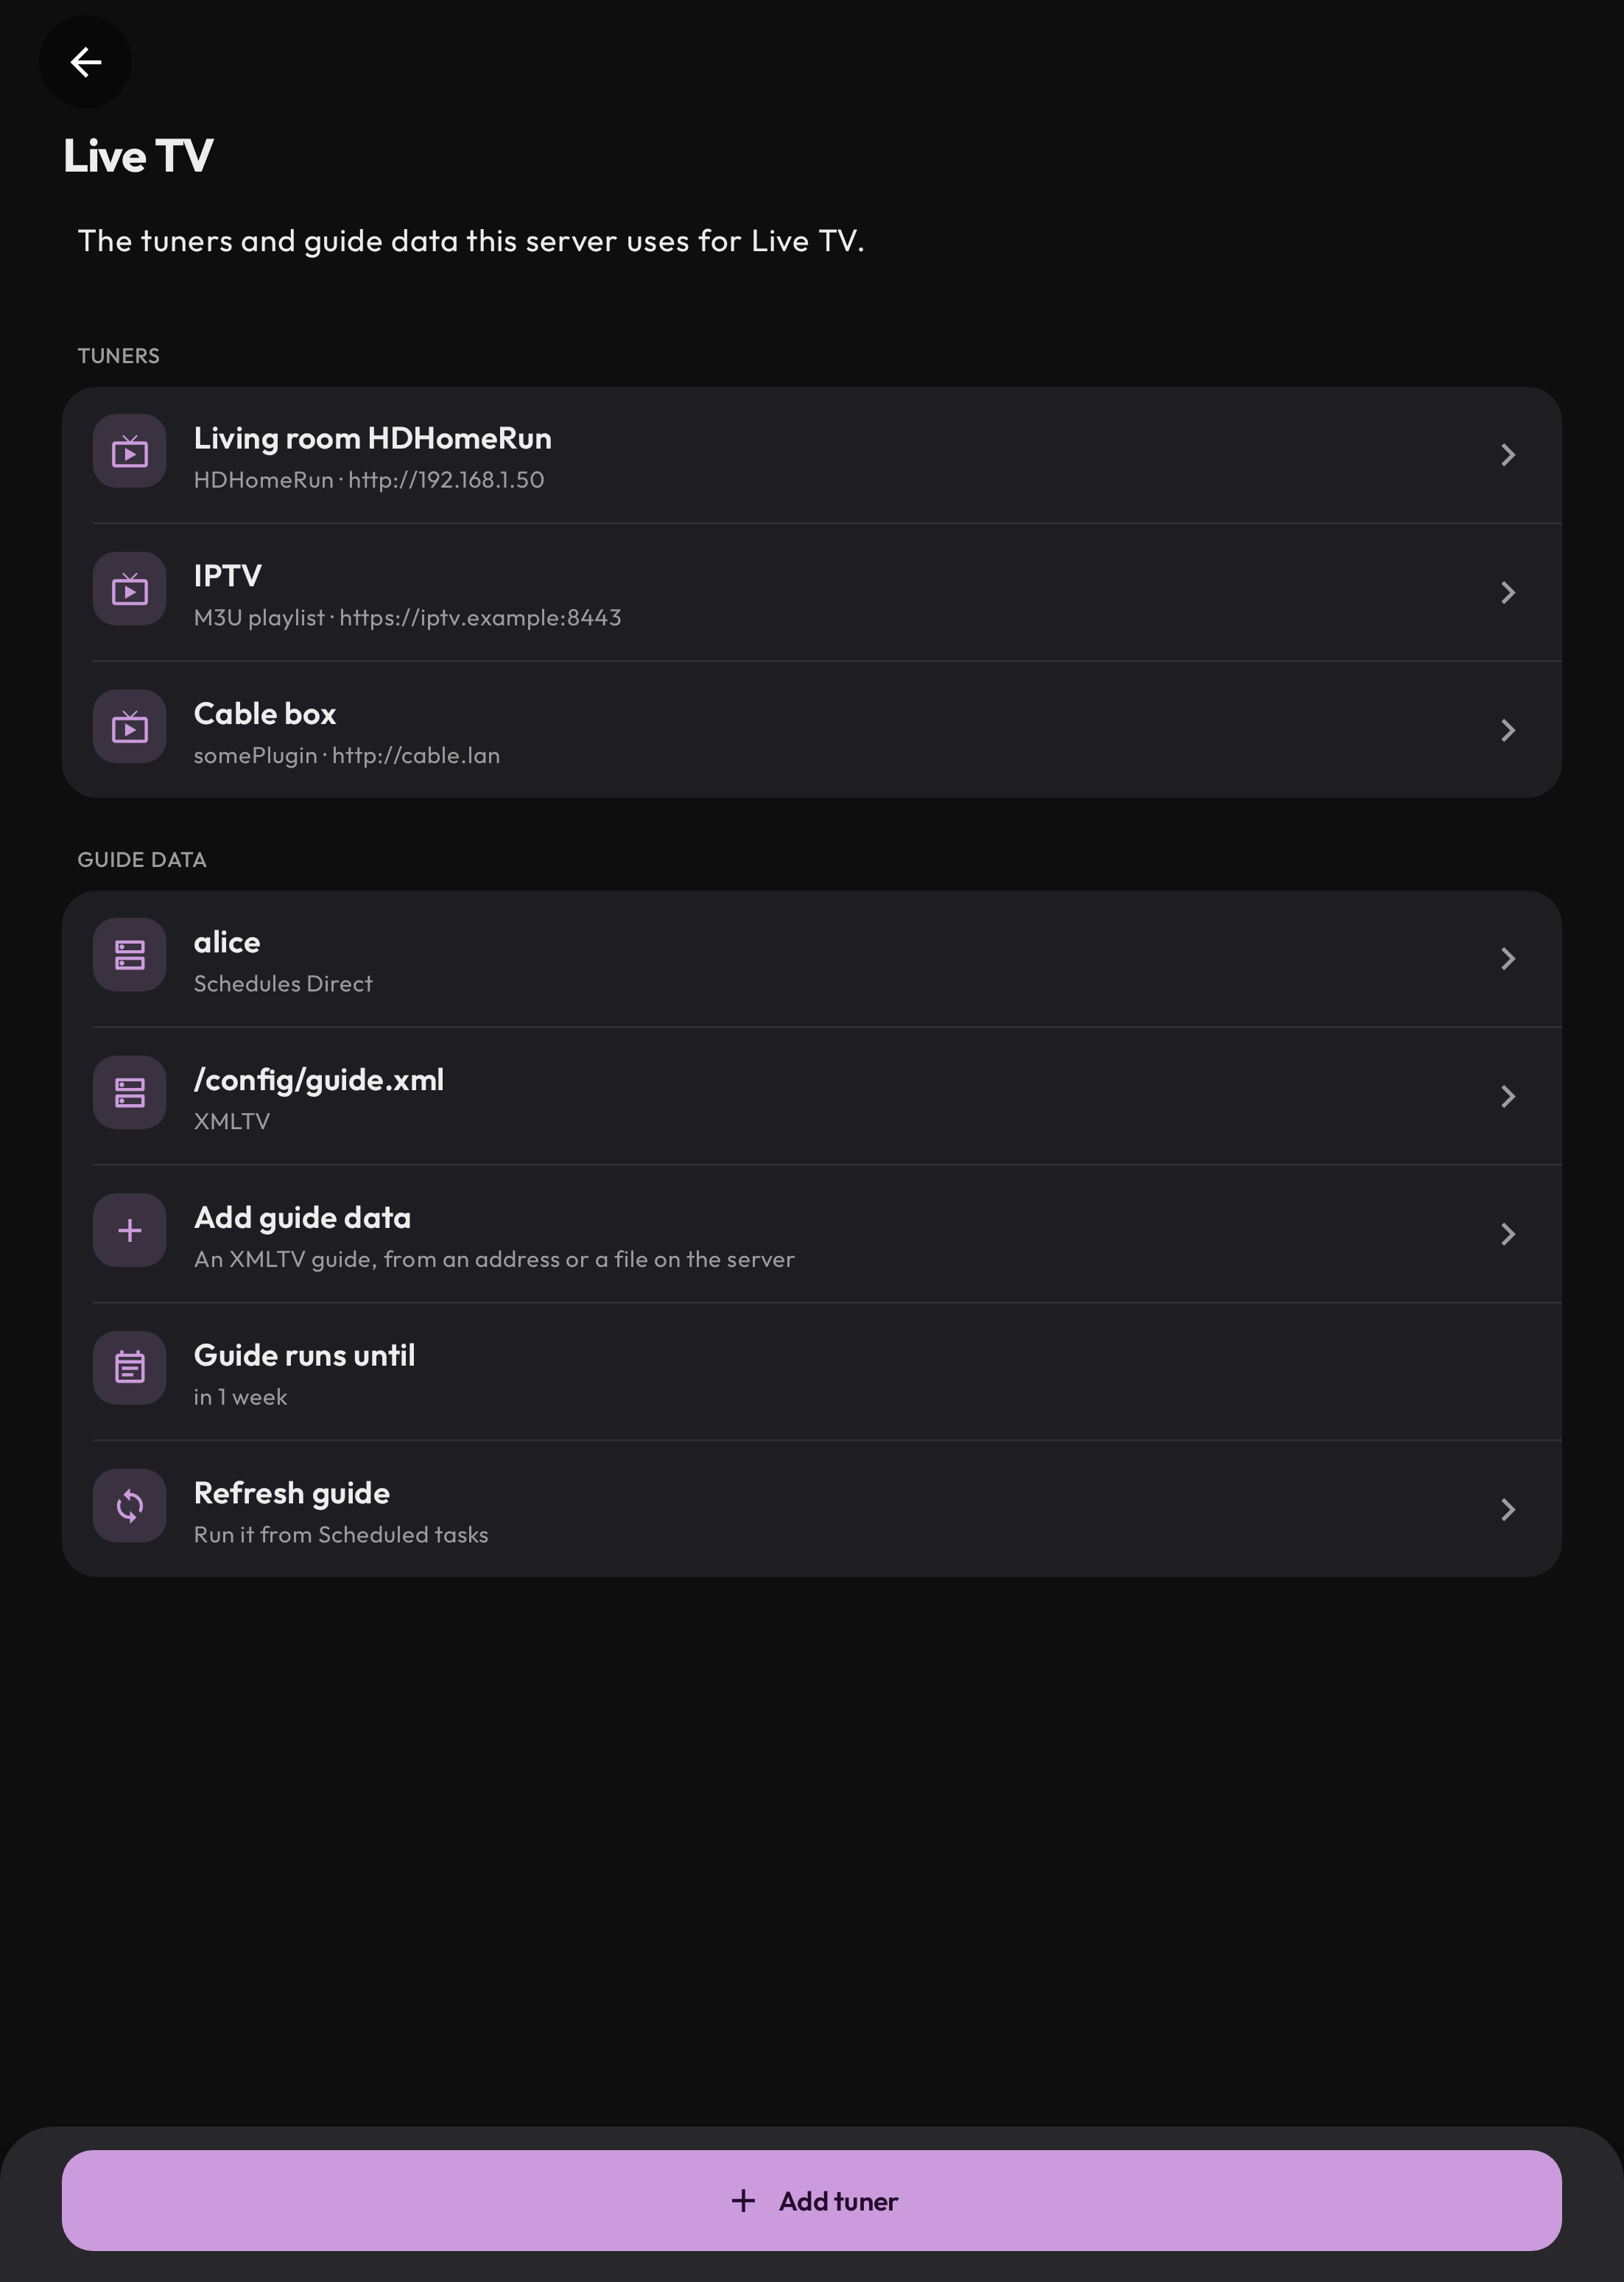 Live TV
The tuners and guide data this server uses for Live TV.
TUNERS
Living room HDHomeRun
HDHomeRun · http://192.168.1.50
IPTV
M3U playlist · https://iptv.example:8443
Cable box
somePlugin · http://cable.lan
GUIDE DATA
alice
Schedules Direct
/config/guide.xml
XMLTV
Add guide data
An XMLTV guide, from an address or a file on the server
Guide runs until
in 1 week
Refresh guide
Run it from Scheduled tasks
Add tuner